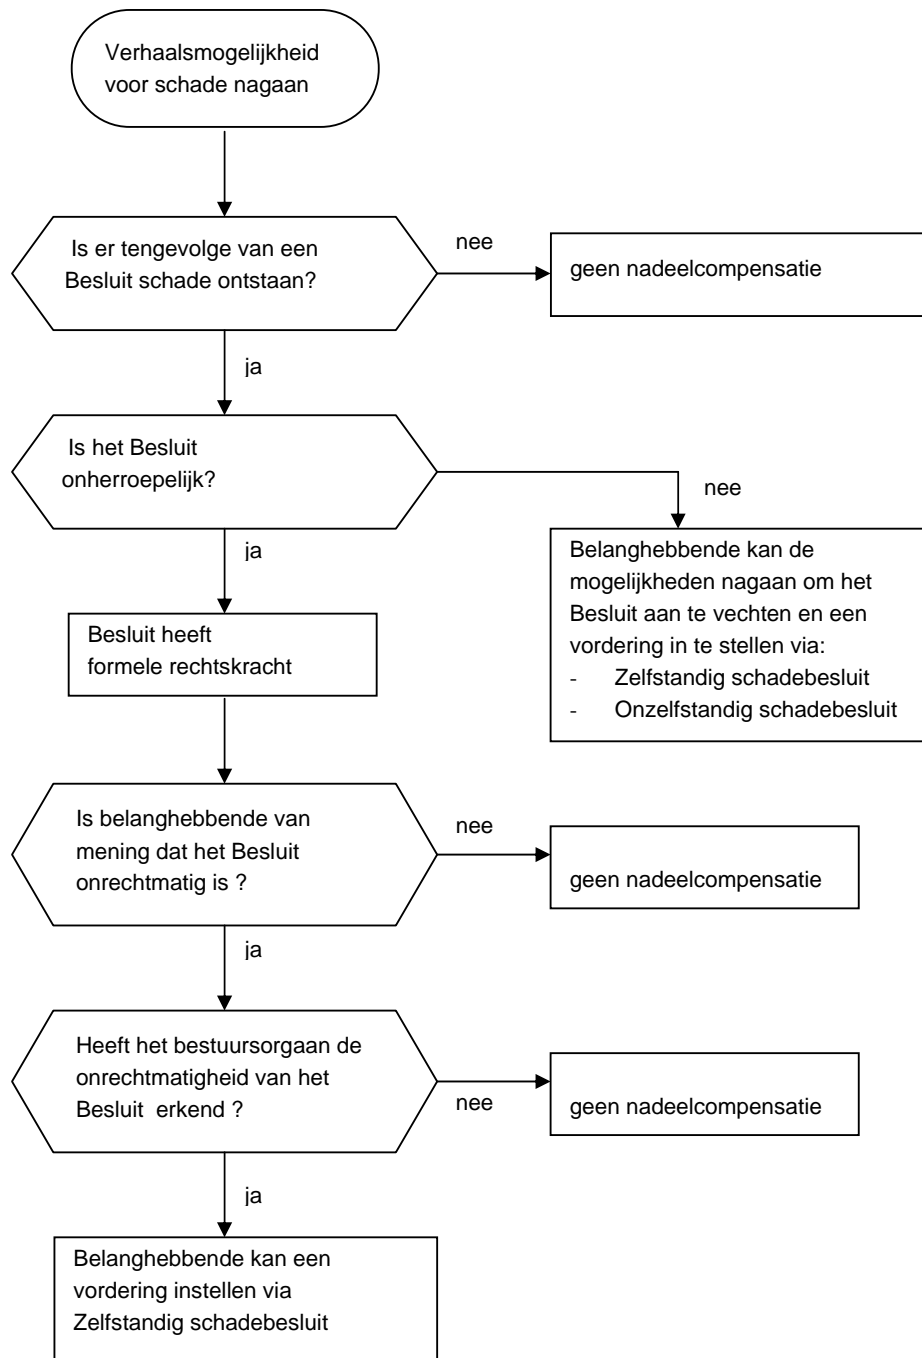 Verhaalsmogelijkheid
voor schade nagaan
Is er tengevolge van een
Besluit schade ontstaan?
nee
geen nadeelcompensatie
ja
Is het Besluit
onherroepelijk?
nee
ja
Belanghebbende kan de
mogelijkheden nagaan om het
Besluit aan te vechten en een
vordering in te stellen via:
- Zelfstandig schadebesluit
- Onzelfstandig schadebesluit
Besluit heeft
formele rechtskracht
Is belanghebbende van
mening dat het Besluit
onrechtmatig is ?
nee
geen nadeelcompensatie
ja
Heeft het bestuursorgaan de
onrechtmatigheid van het
Besluit erkend ?
nee
geen nadeelcompensatie
ja
Belanghebbende kan een
vordering instellen via
Zelfstandig schadebesluit